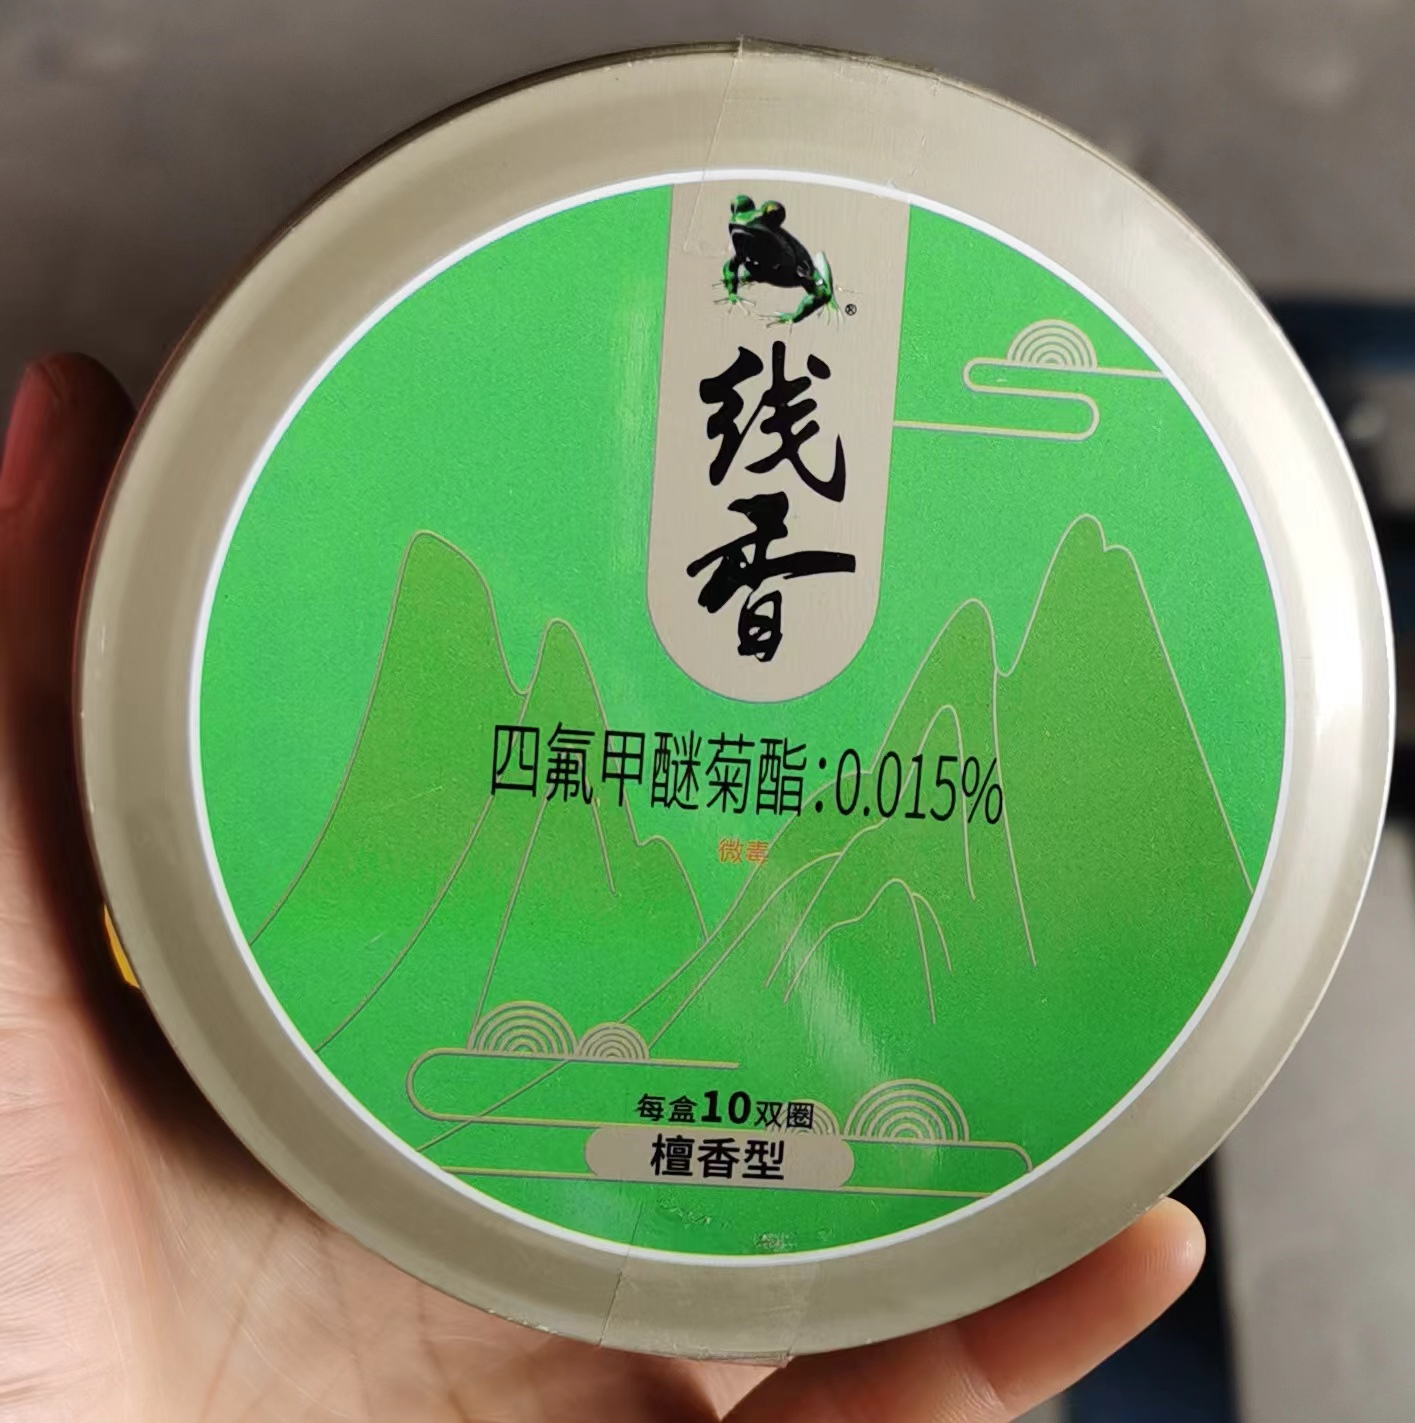 ®
线
香
四氟甲醚菊酯:0.015%
微毒
每盒10双圈
檀香型